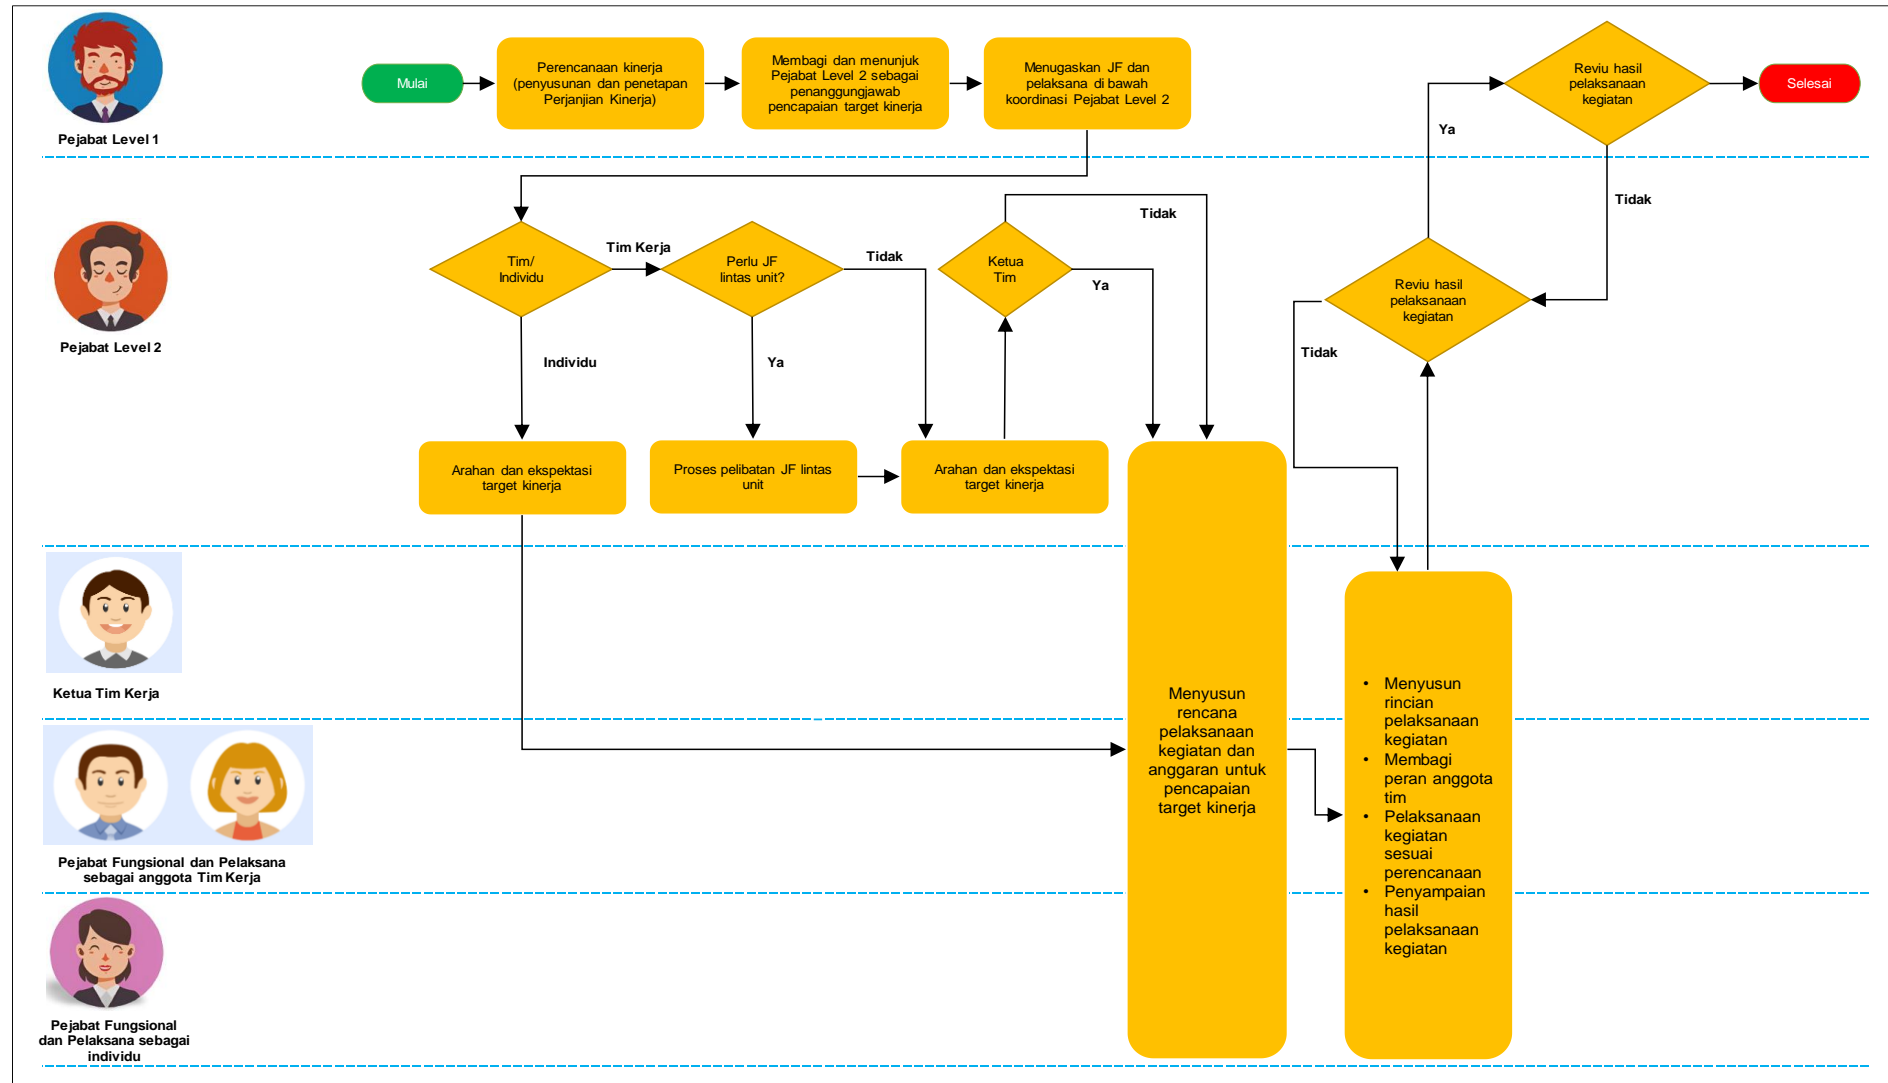 Mulai
Perencanaan kinerja
(penyusunan dan penetapan
Perjanjian Kinerja)
Membagi dan menunjuk
Pejabat Level 2 sebagai
penanggungjawab
pencapaian target kinerja
Menugaskan JF dan
pelaksana di bawah
koordinasi Pejabat Level 2
Reviu hasil
pelaksanaan
kegiatan
Selesai
Pejabat Level 1
Ya
Tidak
Tim/
Individu
Tim Kerja
Perlu JF
lintas unit?
Tidak
Ketua
Tim
Tidak
Ya
Reviu hasil
pelaksanaan
kegiatan
Pejabat Level 2
Individu
Ya
Tidak
Arahan dan ekspektasi
target kinerja
Proses pelibatan JF lintas
unit
Arahan dan ekspektasi
target kinerja
Ketua Tim Kerja
Menyusun
rencana
pelaksanaan
kegiatan dan
anggaran untuk
pencapaian
target kinerja
• Menyusun
rincian
pelaksanaan
kegiatan
• Membagi
peran anggota
tim
• Pelaksanaan
kegiatan
sesuai
perencanaan
• Penyampaian
hasil
pelaksanaan
kegiatan
Pejabat Fungsional dan Pelaksana
sebagai anggota Tim Kerja
Pejabat Fungsional
dan Pelaksana sebagai
individu